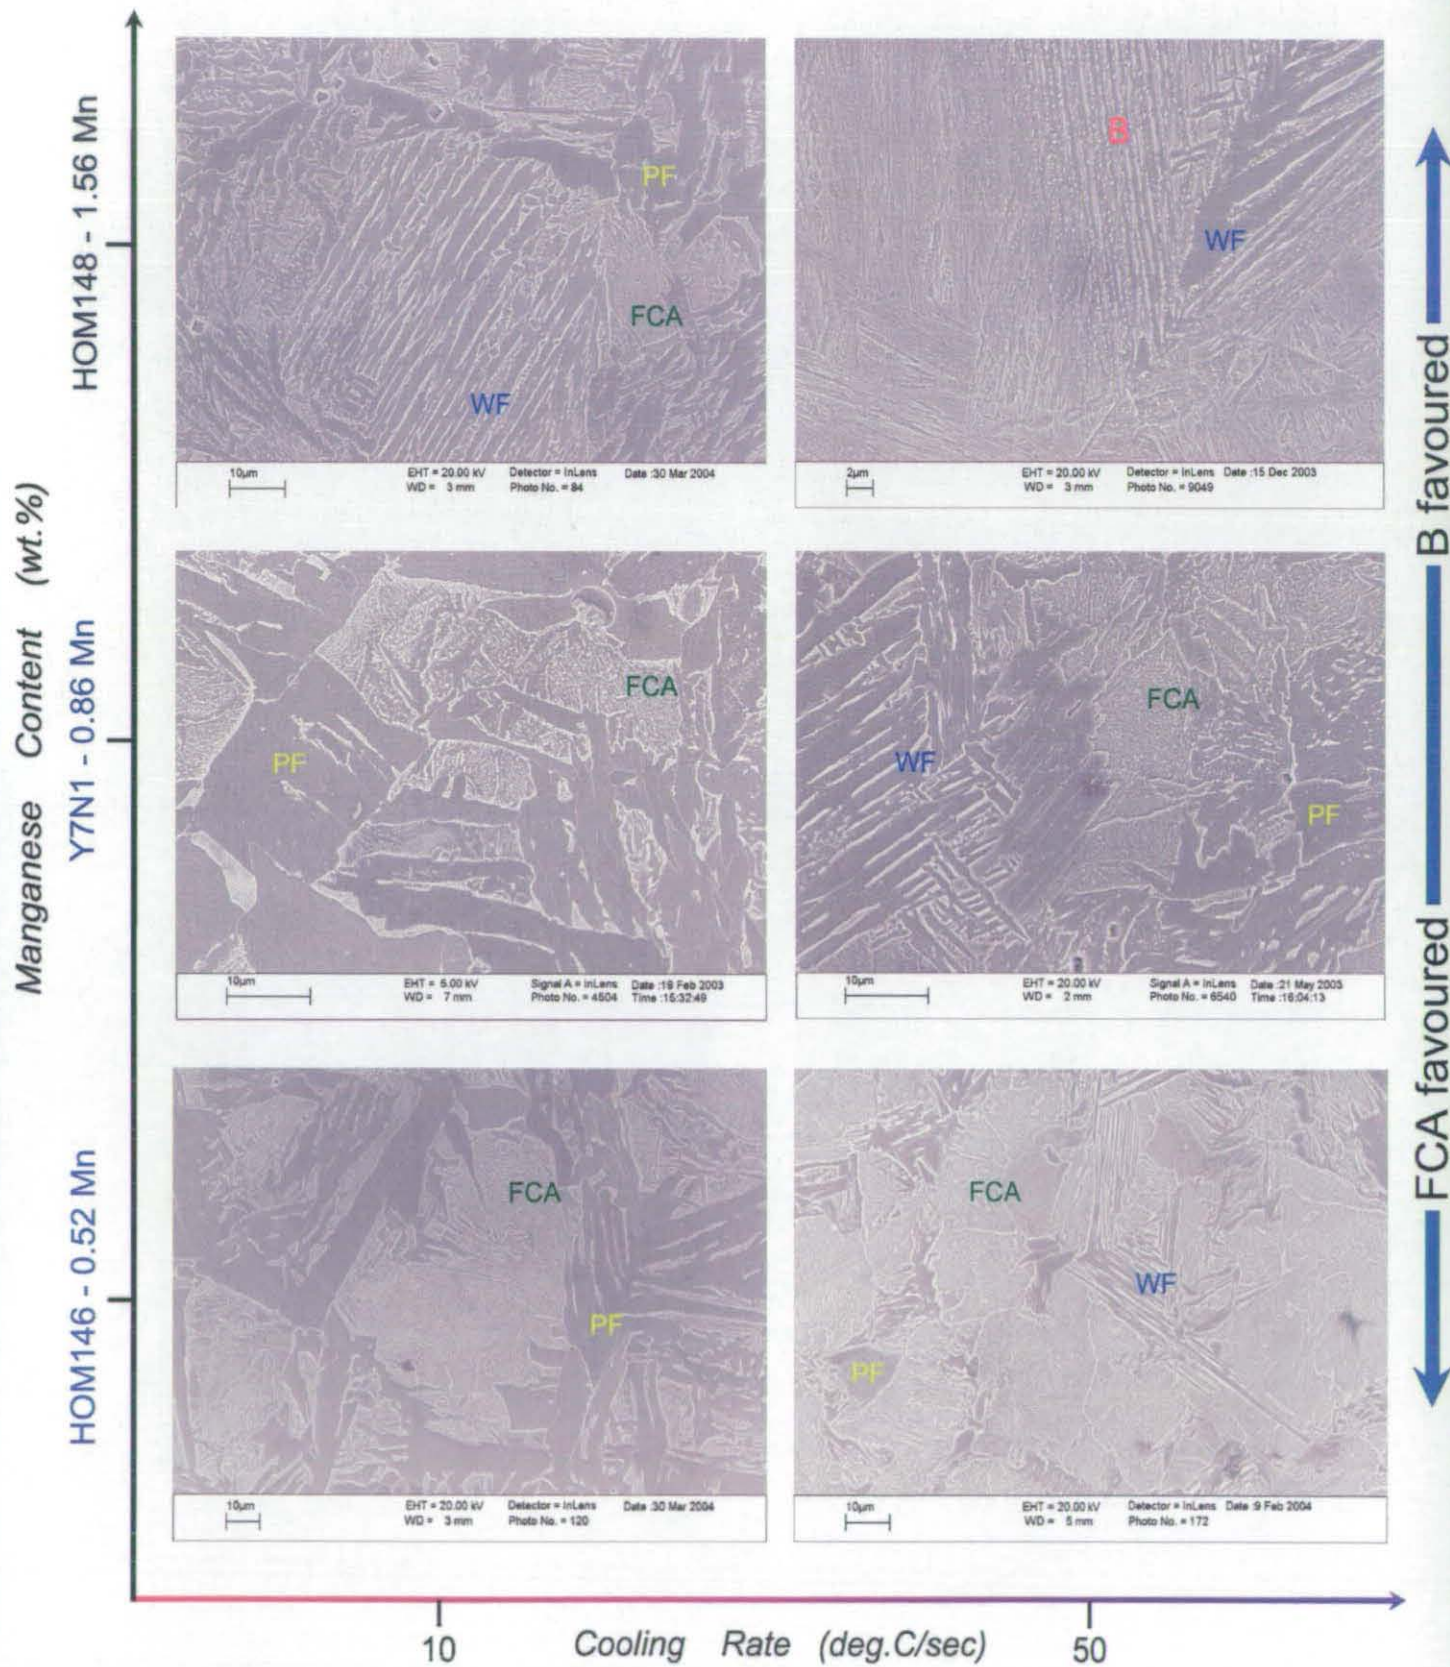 Manganese Content (wt.%)
HOM148 - 1.56 Mn
PF
FCA
WF
10µm
EHT = 20.00 kV Detector = InLens Date :30 Mar 2004
WD = 3 mm Photo No. = 84
B
WF
2µm
EHT = 20.00 kV Detector = InLens Date :15 Dec 2003
WD = 3 mm Photo No. = 9049
Y7N1 - 0.86 Mn
FCA
PF
10µm
EHT = 5.00 kV Signal A = InLens Date :19 Feb 2003
WD = 7 mm Photo No. = 4504 Time :15:32:49
FCA
WF
PF
10µm
EHT = 20.00 kV Signal A = InLens Date :21 May 2003
WD = 2 mm Photo No. = 6540 Time :16:04:13
HOM146 - 0.52 Mn
FCA
PF
10µm
EHT = 20.00 kV Detector = InLens Date :30 Mar 2004
WD = 3 mm Photo No. = 120
FCA
WF
PF
10µm
EHT = 20.00 kV Detector = InLens Date :9 Feb 2004
WD = 5 mm Photo No. = 172
B favoured
FCA favoured
10
Cooling Rate (deg.C/sec)
50